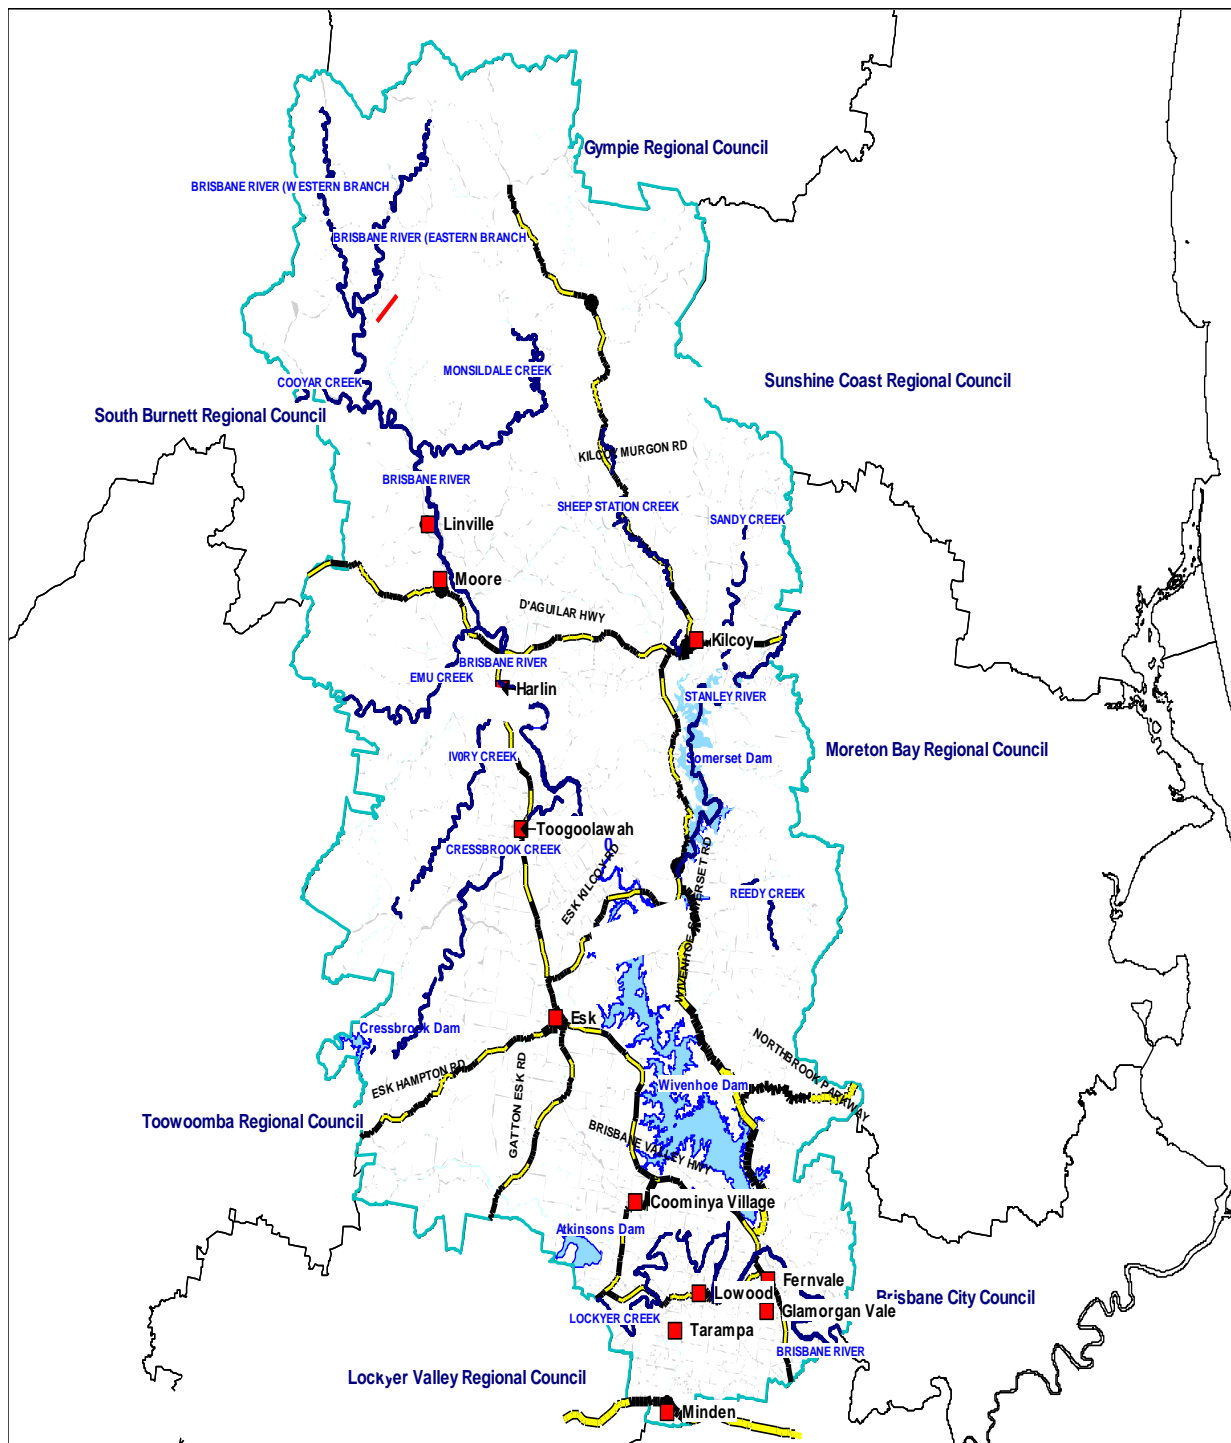 Gympie Regional Council
BRISBANE RIVER (WESTERN BRANCH
BRISBANE RIVER (EASTERN BRANCH
MONSILDALE CREEK
Sunshine Coast Regional Council
COOYAR CREEK
South Burnett Regional Council
KILCOY MURGON RD
BRISBANE RIVER
SHEEP STATION CREEK
SANDY CREEK
Linville
Moore
D'AGUILAR HWY
Kilcoy
BRISBANE RIVER
EMU CREEK
Harlin
STANLEY RIVER
Moreton Bay Regional Council
IV0RY CREEK
Somerset Dam
Toogoolawah
0
CRESSBROOK CREEK
ESK KILCOY RD
WIVENHOE SOMERSET RD
REEDY CREEK
Esk
Cressbrook Dam
NORTHBROOK PARKWAY
ESK HAMPTON RD
GATTON ESK RD
Wivenhoe Dam
Toowoomba Regional Council
BRISBANE VALLEY HWY
Coominya Village
Atkinsons Dam
Fernvale
Lowood
Brisbane City Council
Glamorgan Vale
LOCKYER CREEK
Tarampa
BRISBANE RIVER
Lockyer Valley Regional Council
Minden